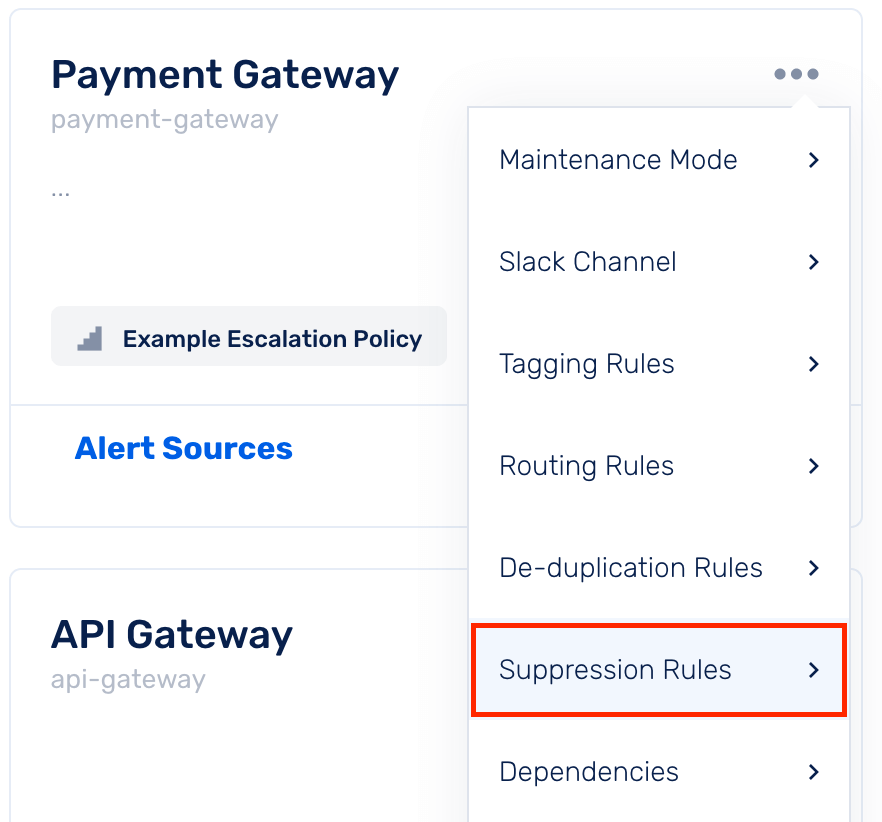 Payment Gateway
payment-gateway
...
Example Escalation Policy
Alert Sources
Maintenance Mode
Slack Channel
Tagging Rules
Routing Rules
De-duplication Rules
Suppression Rules
Dependencies
API Gateway
api-gateway